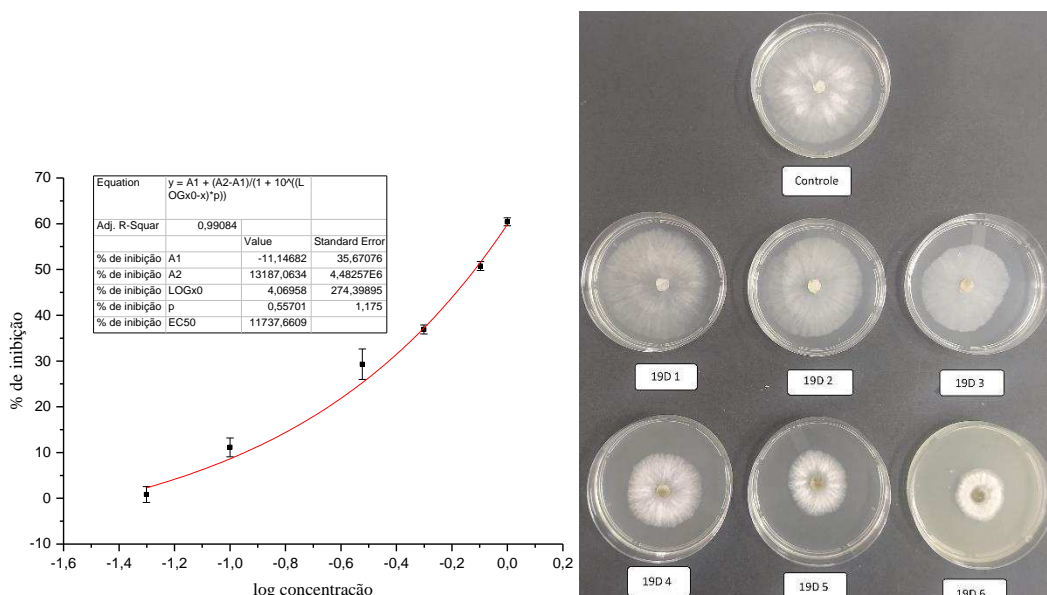 70
60
50
40
30
20
10
0
-10
% de inibição
Equation y = A1 + (A2-A1)/(1 + 10^((L
OGx0-x)*p))
Adj. R-Squar 0,99084
Value Standard Error
% de inibição A1 -11,14682 35,67076
% de inibição A2 13187,0634 4,48257E6
% de inibição LOGx0 4,06958 274,39895
% de inibição p 0,55701 1,175
% de inibição EC50 11737,6609
-1,6 -1,4 -1,2 -1,0 -0,8 -0,6 -0,4 -0,2 0,0 0,2
log concentração
Controle
19D 1 19D 2 19D 3
19D 4 19D 5 19D 6